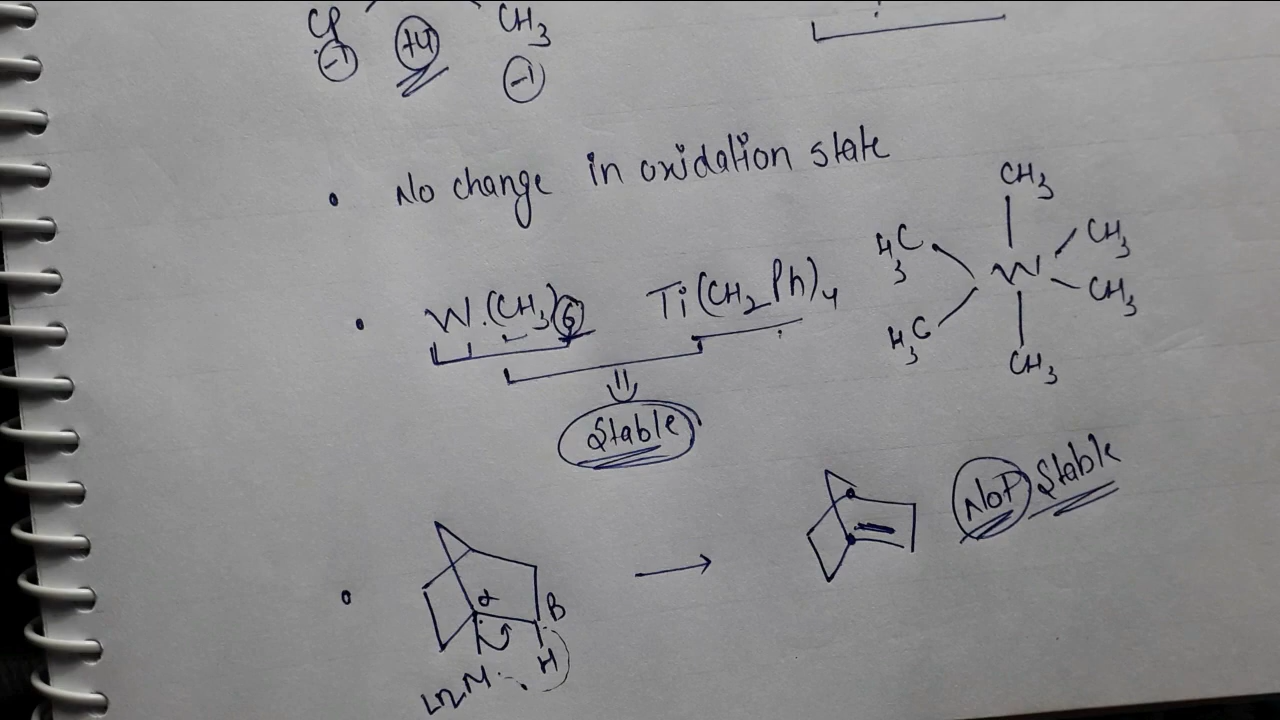 Cl +4 CH3
-1 -1
• No change in oxidation state
• W.(CH3)6 Ti(CH2Ph)4
Stable
CH3
H3C CH3
W
H3C CH3
CH3
Not Stable
• α B
LnM H